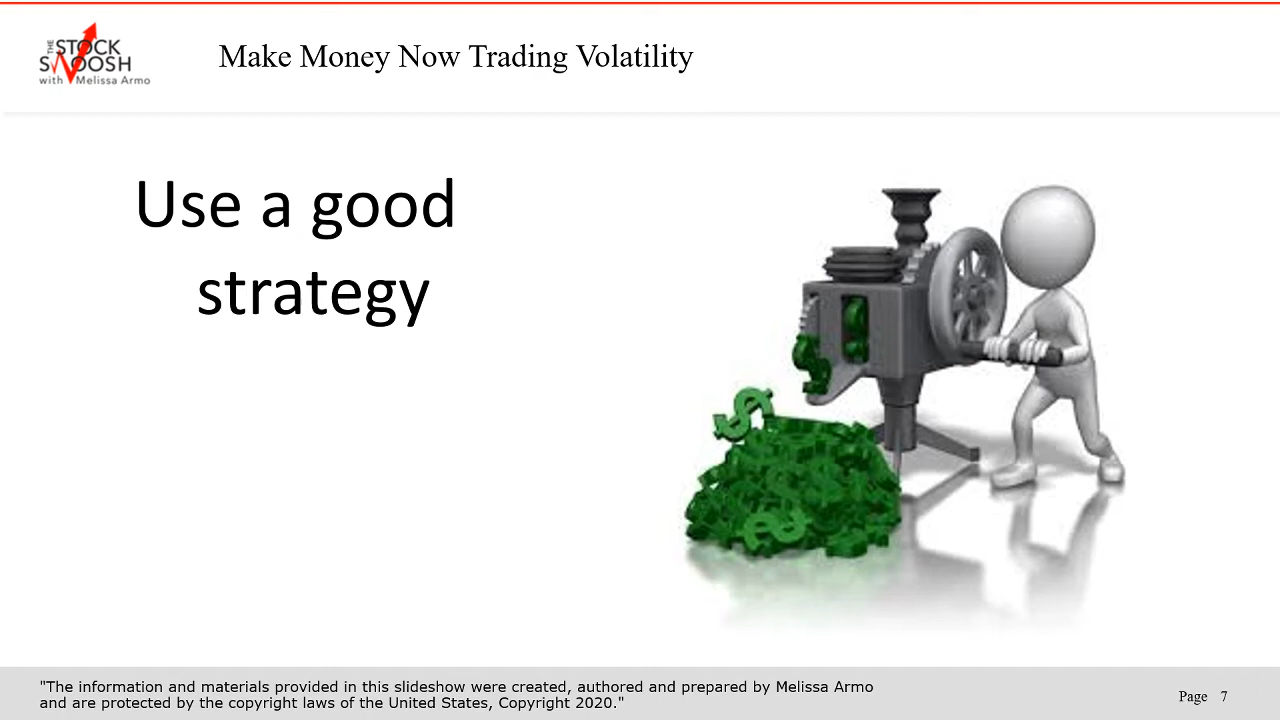 THE STOCK
SWOOSH
with Melissa Armo
Make Money Now Trading Volatility
Use a good
strategy
"The information and materials provided in this slideshow were created, authored and prepared by Melissa Armo
and are protected by the copyright laws of the United States, Copyright 2020."
Page 7